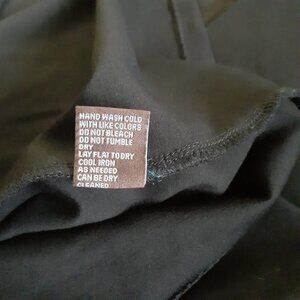 HAND WASH COLD
WITH LIKE COLORS
DO NOT BLEACH
DO NOT TUMBLE
DRY
LAY FLAT TO DRY
COOL IRON
AS NEEDED
CAN BE DRY
CLEANED